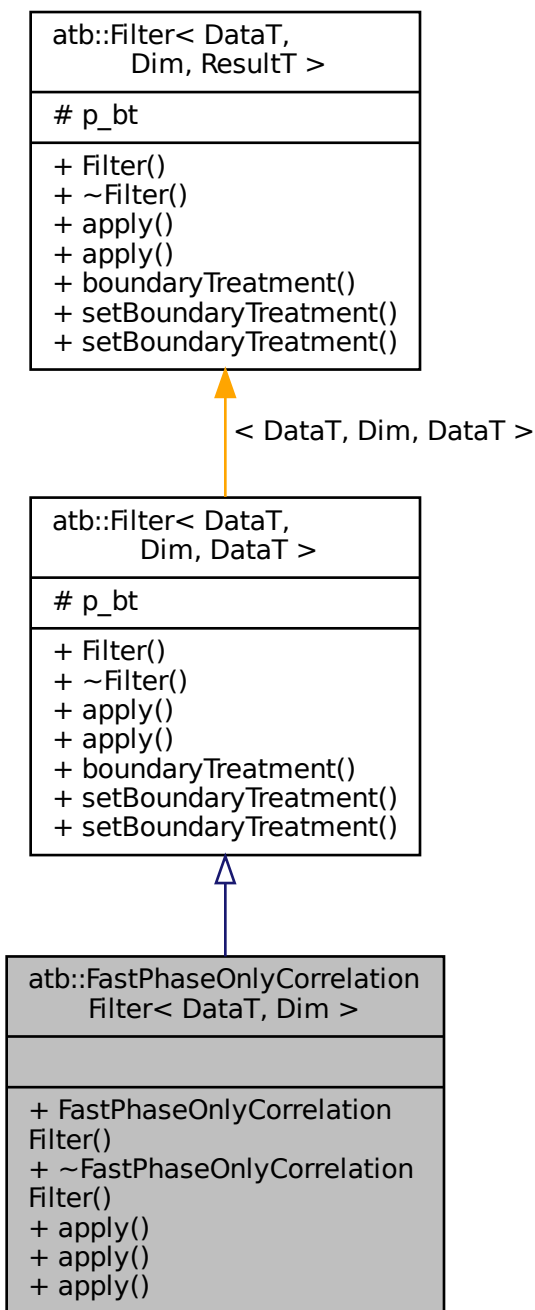 atb::Filter< DataT,
Dim, ResultT >
# p_bt
+ Filter()
+ ~Filter()
+ apply()
+ apply()
+ boundaryTreatment()
+ setBoundaryTreatment()
+ setBoundaryTreatment()
< DataT, Dim, DataT >
atb::Filter< DataT,
Dim, DataT >
# p_bt
+ Filter()
+ ~Filter()
+ apply()
+ apply()
+ boundaryTreatment()
+ setBoundaryTreatment()
+ setBoundaryTreatment()
atb::FastPhaseOnlyCorrelation
Filter< DataT, Dim >
+ FastPhaseOnlyCorrelation
Filter()
+ ~FastPhaseOnlyCorrelation
Filter()
+ apply()
+ apply()
+ apply()